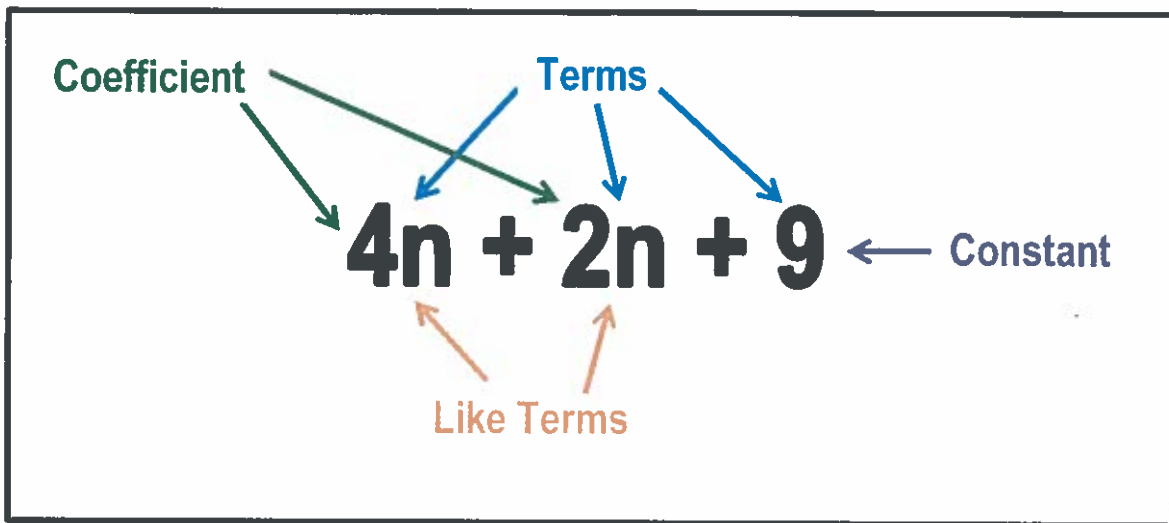 Coefficient Terms
4n + 2n + 9 Constant
Like Terms